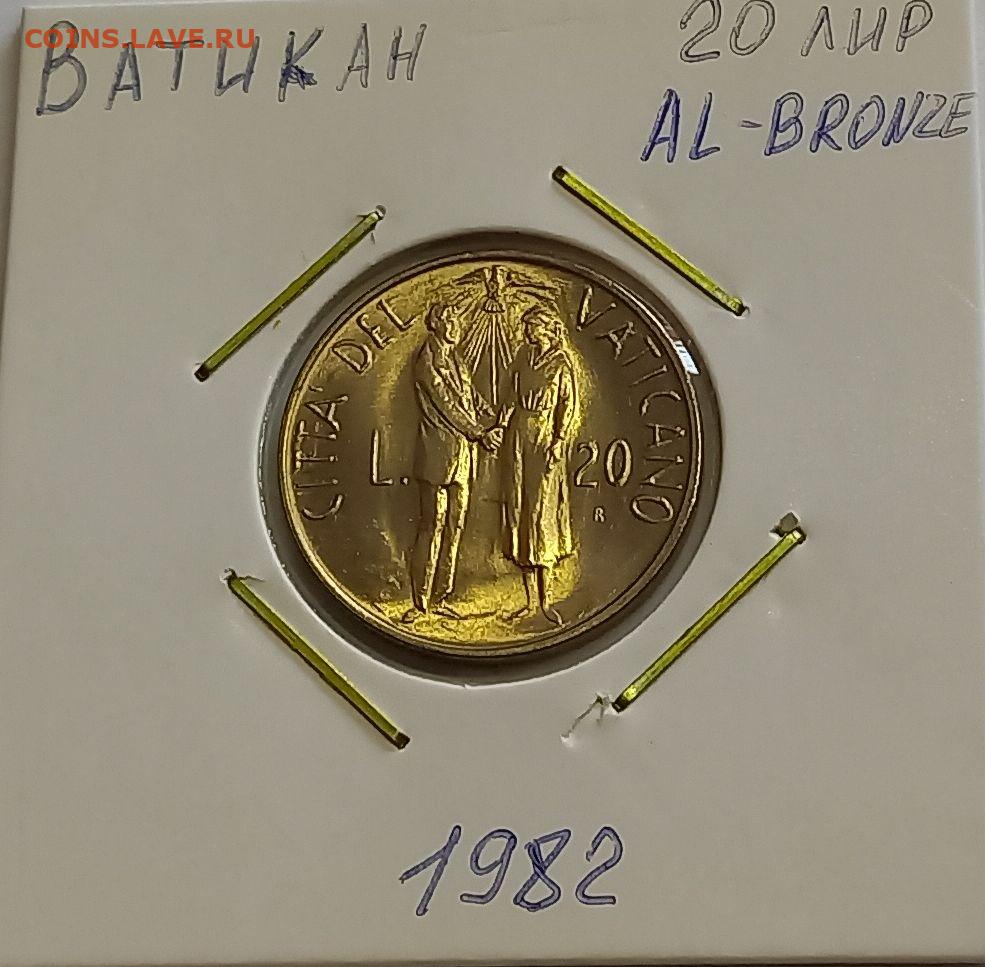 COINS.LAVE.RU
ВАТИКАН
20 ЛИР
AL-BRONZE
CITTA' DEL VATICANO
L. 20
R
1982